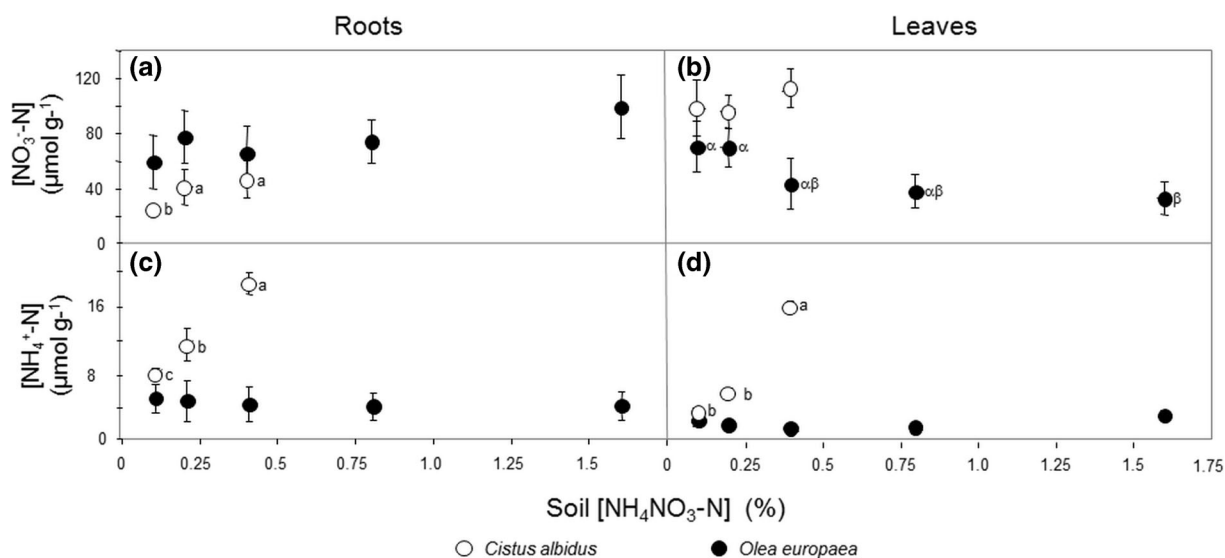 Roots Leaves
(a) (b)
[NO₃⁻-N] (μmol g-¹)
120
80
40
0
b a a
α α αβ αβ β
(c) (d)
[NH₄⁺-N] (μmol g-¹)
16
8
0
c b a
b b a
0 0.25 0.5 0.75 1.0 1.25 1.5 0 0.25 0.5 0.75 1.00 1.25 1.5 1.75
Soil [NH₄NO₃-N] (%)
Cistus albidus Olea europaea